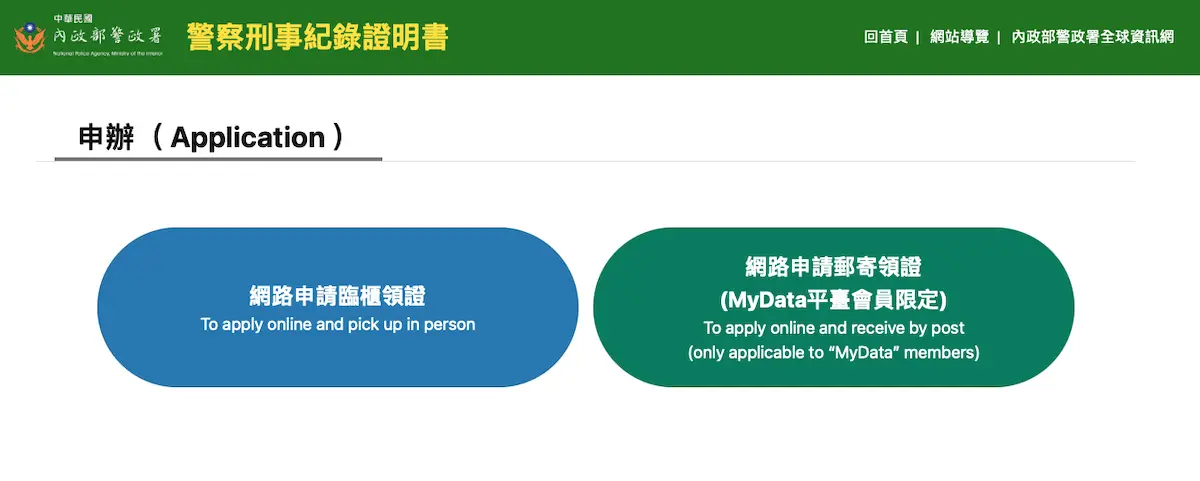 中華民國
內政部警政署
National Police Agency, Ministry of the Interior
警察刑事紀錄證明書
回首頁 | 網站導覽 | 內政部警政署全球資訊網
申辦 （Application）
網路申請臨櫃領證
To apply online and pick up in person
網路申請郵寄領證
(MyData平臺會員限定)
To apply online and receive by post
(only applicable to “MyData” members)